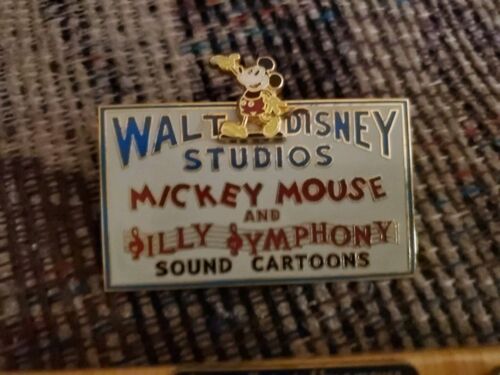 WALT DISNEY
STUDIOS
MICKEY MOUSE
AND
SILLY SYMPHONY
SOUND CARTOONS